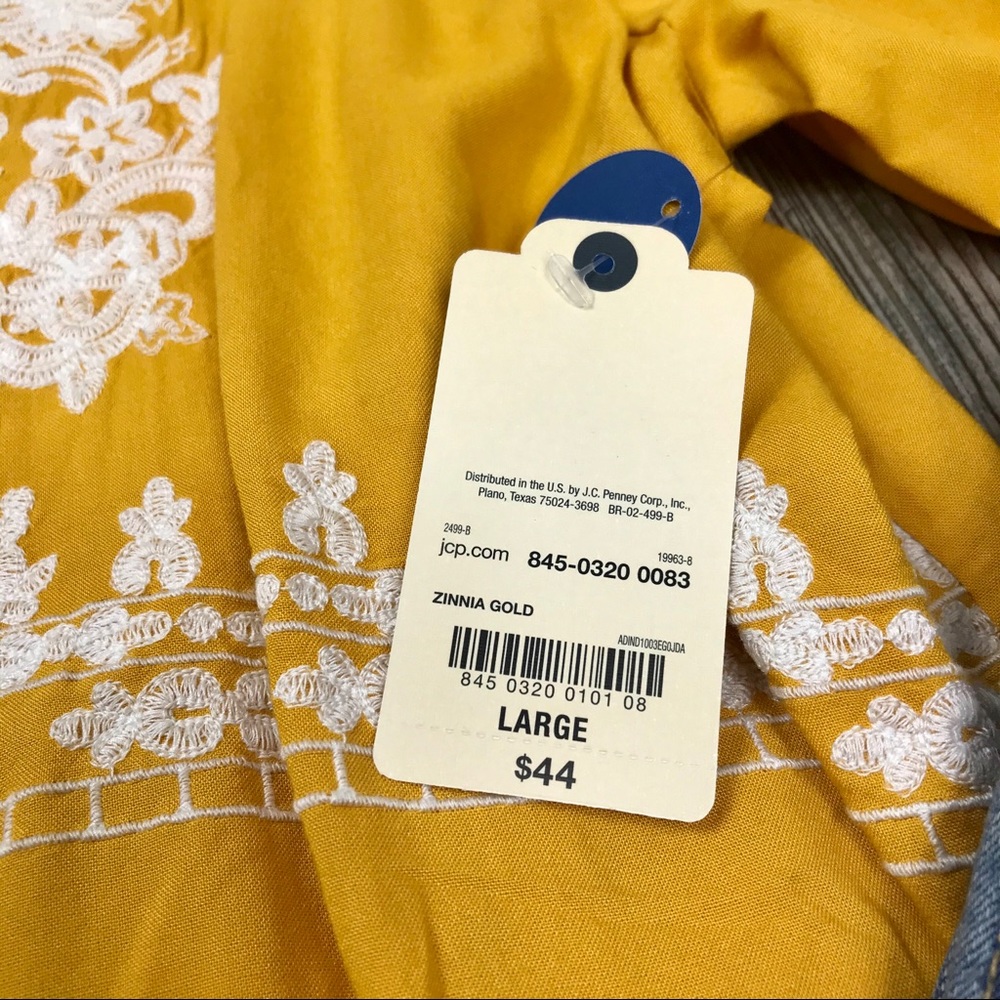 Distributed in the U.S. by J.C. Penney Corp., Inc.,
Plano, Texas 75024-3698 BR-02-499-B
2499-B 19963-8
jcp.com 845-0320 0083
ZINNIA GOLD
ADIND1003EG0JDA
845 0320 0101 08
LARGE
$44